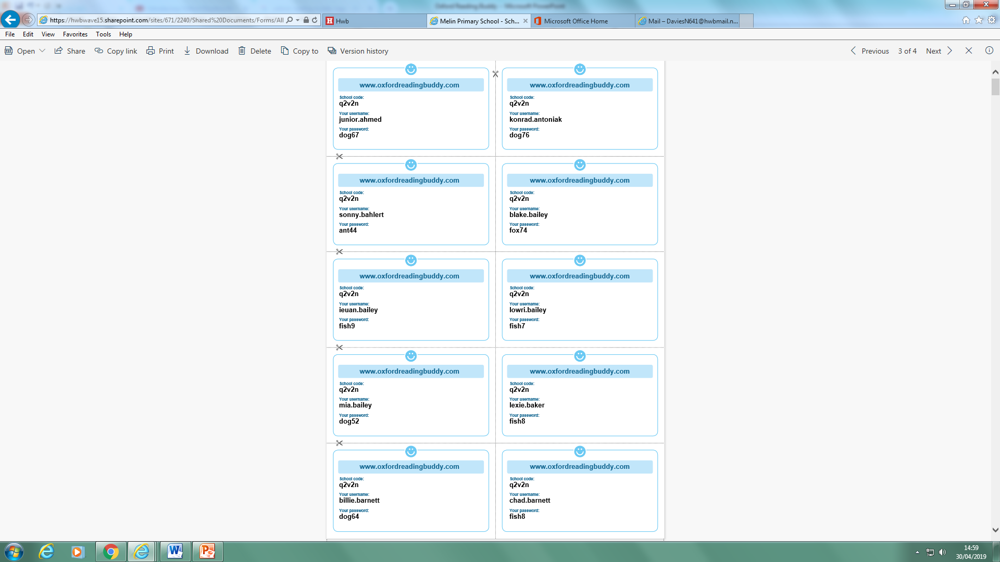 Oxford Reading Buddy - Microsoft PowerPoint
https://hwbwave15.sharepoint.com/sites/671/2240/Shared%20Documents/Forms/All
Hwb
Melin Primary School - Sch...
Microsoft Office Home
Mail – DaviesN641@hwbmail.n...
File Edit View Favorites Tools Help
Open Share Copy link Print Download Delete Copy to Version history Previous 3 of 4 Next
www.oxfordreadingbuddy.com
School code:
q2v2n
Your username:
junior.ahmed
Your password:
dog67
www.oxfordreadingbuddy.com
School code:
q2v2n
Your username:
konrad.antoniak
Your password:
dog76
www.oxfordreadingbuddy.com
School code:
q2v2n
Your username:
sonny.bahlert
Your password:
ant44
www.oxfordreadingbuddy.com
School code:
q2v2n
Your username:
blake.bailey
Your password:
fox74
www.oxfordreadingbuddy.com
School code:
q2v2n
Your username:
ieuan.bailey
Your password:
fish9
www.oxfordreadingbuddy.com
School code:
q2v2n
Your username:
lowri.bailey
Your password:
fish7
www.oxfordreadingbuddy.com
School code:
q2v2n
Your username:
mia.bailey
Your password:
dog52
www.oxfordreadingbuddy.com
School code:
q2v2n
Your username:
lexie.baker
Your password:
fish8
www.oxfordreadingbuddy.com
School code:
q2v2n
Your username:
billie.barnett
Your password:
dog64
www.oxfordreadingbuddy.com
School code:
q2v2n
Your username:
chad.barnett
Your password:
fish8
14:59
30/04/2019